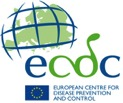 ecdc
EUROPEAN CENTRE FOR
DISEASE PREVENTION
AND CONTROL